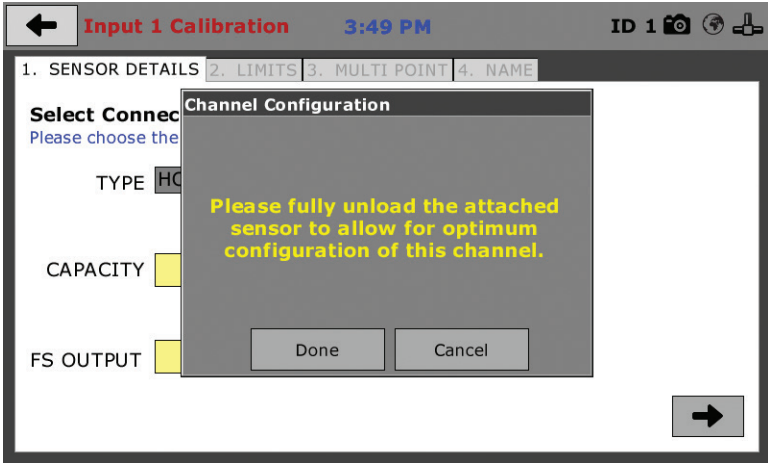 Input 1 Calibration 3:49 PM ID 1
1. SENSOR DETAILS 2. LIMITS 3. MULTI POINT 4. NAME
Select Connec
Please choose the
Channel Configuration
TYPE HO
Please fully unload the attached
sensor to allow for optimum
configuration of this channel.
CAPACITY
FS OUTPUT
Done Cancel